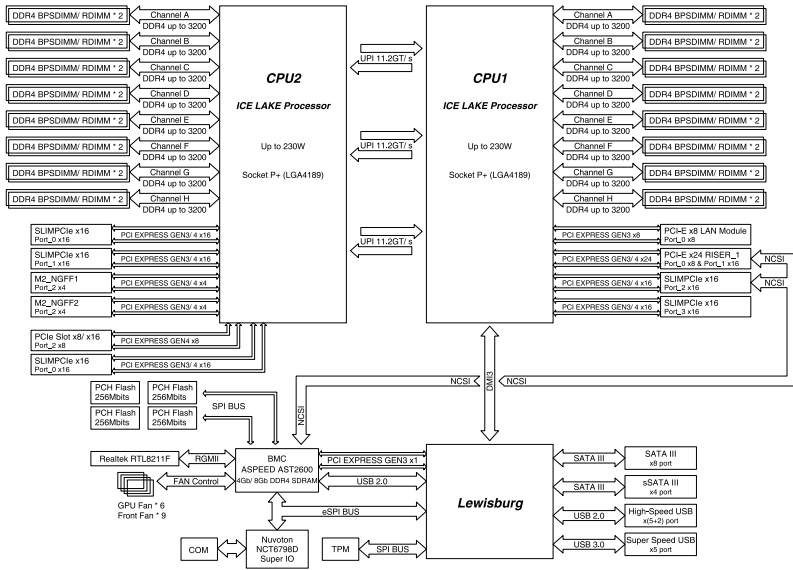 DDR4 BPSDIMM/ RDIMM * 2
Channel A
DDR4 up to 3200
DDR4 BPSDIMM/ RDIMM * 2
Channel B
DDR4 up to 3200
DDR4 BPSDIMM/ RDIMM * 2
Channel C
DDR4 up to 3200
DDR4 BPSDIMM/ RDIMM * 2
Channel D
DDR4 up to 3200
DDR4 BPSDIMM/ RDIMM * 2
Channel E
DDR4 up to 3200
DDR4 BPSDIMM/ RDIMM * 2
Channel F
DDR4 up to 3200
DDR4 BPSDIMM/ RDIMM * 2
Channel G
DDR4 up to 3200
DDR4 BPSDIMM/ RDIMM * 2
Channel H
DDR4 up to 3200
CPU2
ICE LAKE Processor
Up to 230W
Socket P+ (LGA4189)
UPI 11.2GT/ s
UPI 11.2GT/ s
UPI 11.2GT/ s
CPU1
ICE LAKE Processor
Up to 230W
Socket P+ (LGA4189)
Channel A
DDR4 up to 3200
DDR4 BPSDIMM/ RDIMM * 2
Channel B
DDR4 up to 3200
DDR4 BPSDIMM/ RDIMM * 2
Channel C
DDR4 up to 3200
DDR4 BPSDIMM/ RDIMM * 2
Channel D
DDR4 up to 3200
DDR4 BPSDIMM/ RDIMM * 2
Channel E
DDR4 up to 3200
DDR4 BPSDIMM/ RDIMM * 2
Channel F
DDR4 up to 3200
DDR4 BPSDIMM/ RDIMM * 2
Channel G
DDR4 up to 3200
DDR4 BPSDIMM/ RDIMM * 2
Channel H
DDR4 up to 3200
DDR4 BPSDIMM/ RDIMM * 2
SLIMPCIe x16
Port_0 x16
PCI EXPRESS GEN3/ 4 x16
SLIMPCIe x16
Port_1 x16
PCI EXPRESS GEN3/ 4 x16
M2_NGFF1
Port_2 x4
PCI EXPRESS GEN3/ 4 x4
M2_NGFF2
Port_2 x4
PCI EXPRESS GEN3/ 4 x4
PCIe Slot x8/ x16
Port_2 x8
PCI EXPRESS GEN4 x8
SLIMPCIe x16
Port_0 x16
PCI EXPRESS GEN3/ 4 x16
PCI EXPRESS GEN3 x8
PCI-E x8 LAN Module
Port_0 x8
PCI EXPRESS GEN3/ 4 x24
PCI-E x24 RISER_1
Port_0 x8 & Port_1 x16
NCSI
PCI EXPRESS GEN3/ 4 x16
SLIMPCIe x16
Port_2 x16
NCSI
PCI EXPRESS GEN3/ 4 x16
SLIMPCIe x16
Port_3 x16
PCH Flash
256Mbits
PCH Flash
256Mbits
PCH Flash
256Mbits
PCH Flash
256Mbits
SPI BUS
NCSI
NCSI
DMI3
NCSI
Realtek RTL8211F
RGMII
FAN Control
GPU Fan * 6
Front Fan * 9
BMC
ASPEED AST2600
4Gb/ 8Gb DDR4 SDRAM
PCI EXPRESS GEN3 x1
USB 2.0
eSPI BUS
COM
Nuvoton
NCT6798D
Super IO
TPM
SPI BUS
Lewisburg
SATA III
SATA III
x8 port
SATA III
sSATA III
x4 port
USB 2.0
High-Speed USB
x(5+2) port
USB 3.0
Super Speed USB
x5 port